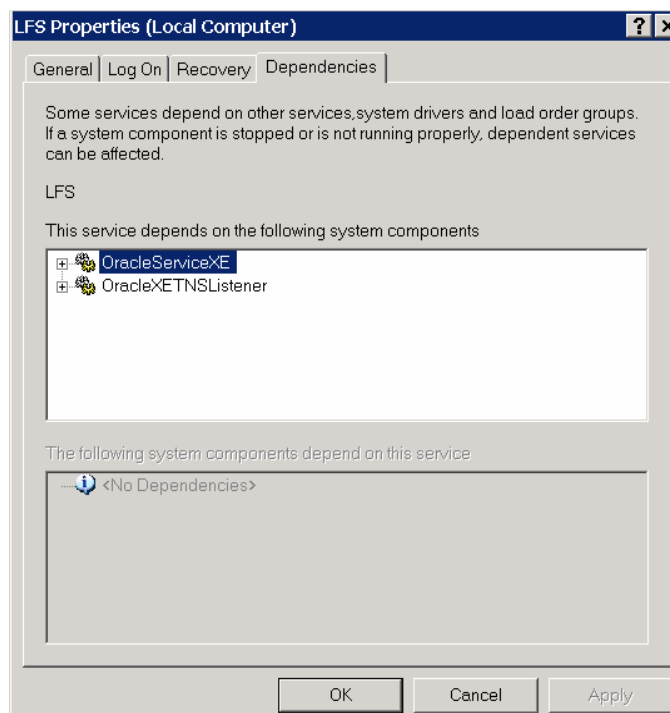 LFS Properties (Local Computer)
General
Log On
Recovery
Dependencies
Some services depend on other services,system drivers and load order groups.
If a system component is stopped or is not running properly, dependent services
can be affected.
LFS
This service depends on the following system components
OracleServiceXE
OracleXETNSListener
The following system components depend on this service
<No Dependencies>
OK
Cancel
Apply